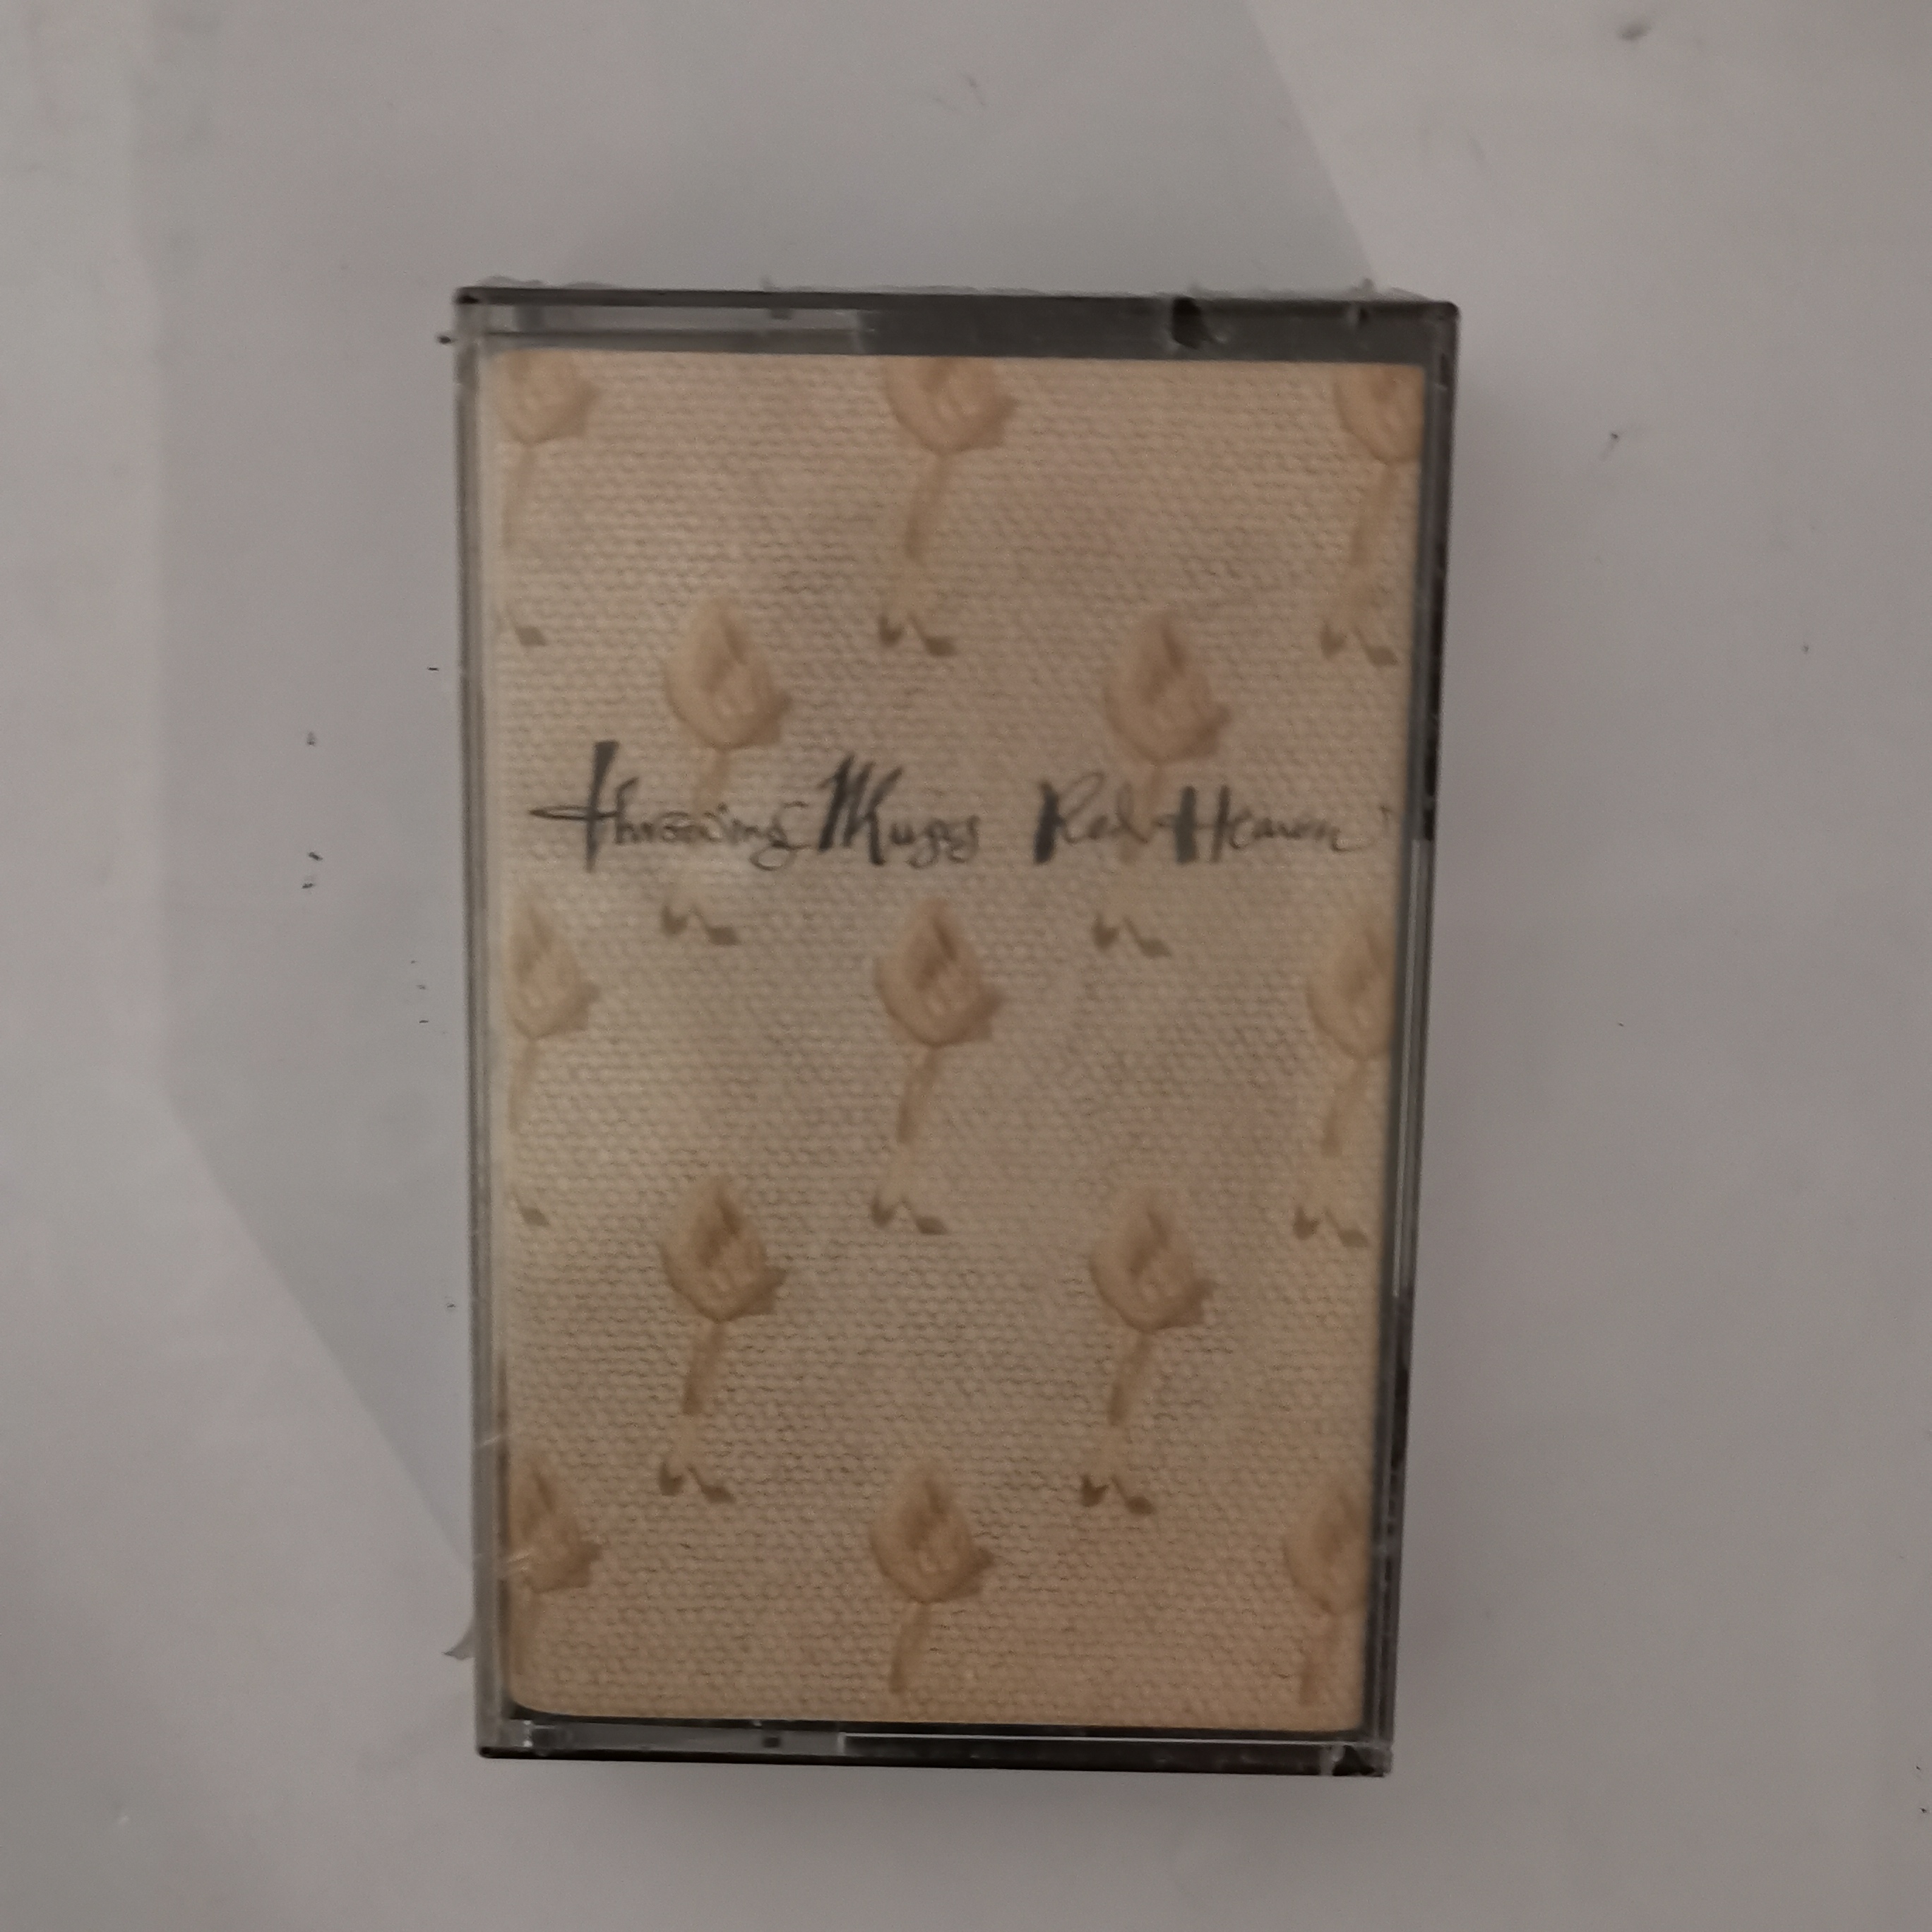 Throwing Muses Red Heaven